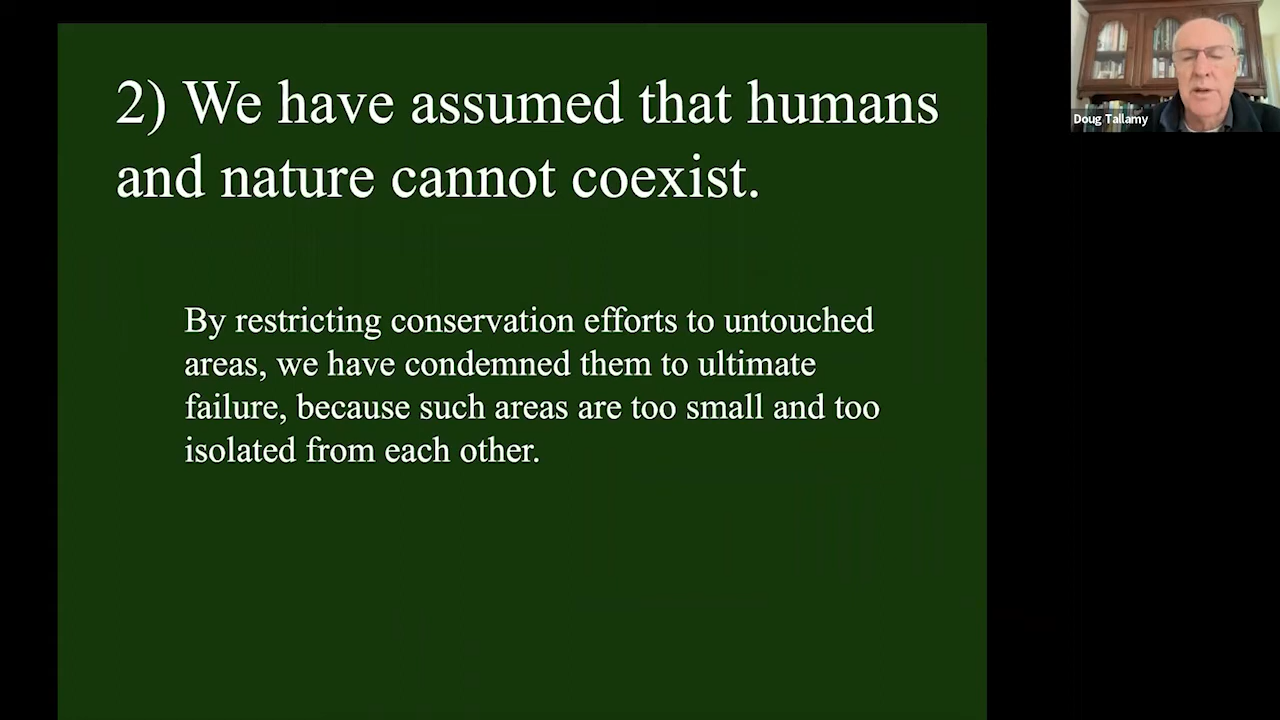 2) We have assumed that humans
and nature cannot coexist.
By restricting conservation efforts to untouched
areas, we have condemned them to ultimate
failure, because such areas are too small and too
isolated from each other.
Doug Tallamy